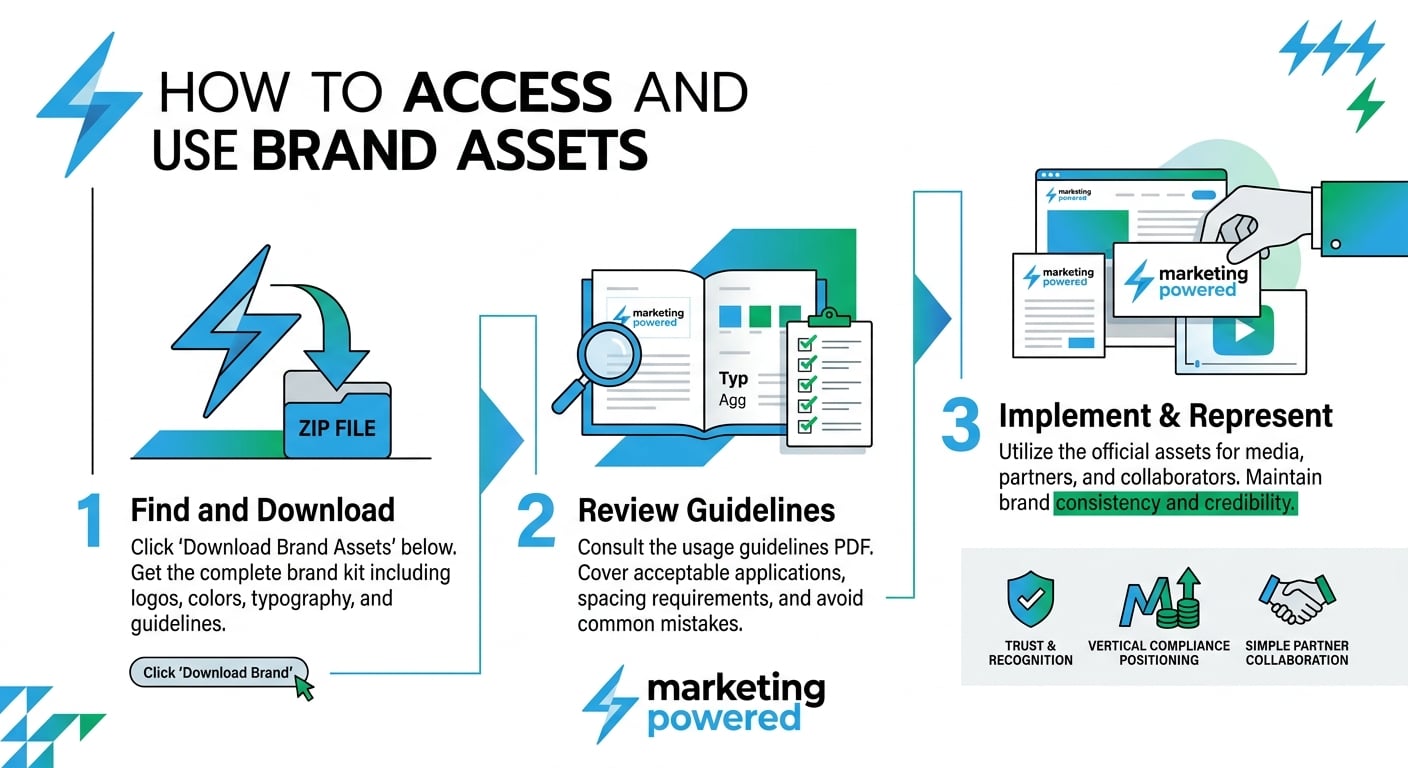 HOW TO ACCESS AND
USE BRAND ASSETS
ZIP FILE
1
Find and Download
Click ‘Download Brand Assets’ below.
Get the complete brand kit including
logos, colors, typography, and
guidelines.
Click ‘Download Brand’
marketing
powered
Typ
Agg
2
Review Guidelines
Consult the usage guidelines PDF.
Cover acceptable applications,
spacing requirements, and avoid
common mistakes.
marketing
powered
marketing
powered
marketing
powered
marketing
powered
3
Implement & Represent
Utilize the official assets for media,
partners, and collaborators. Maintain
brand consistency and credibility.
TRUST &
RECOGNITION
VERTICAL COMPLIANCE
POSITIONING
SIMPLE PARTNER
COLLABORATION